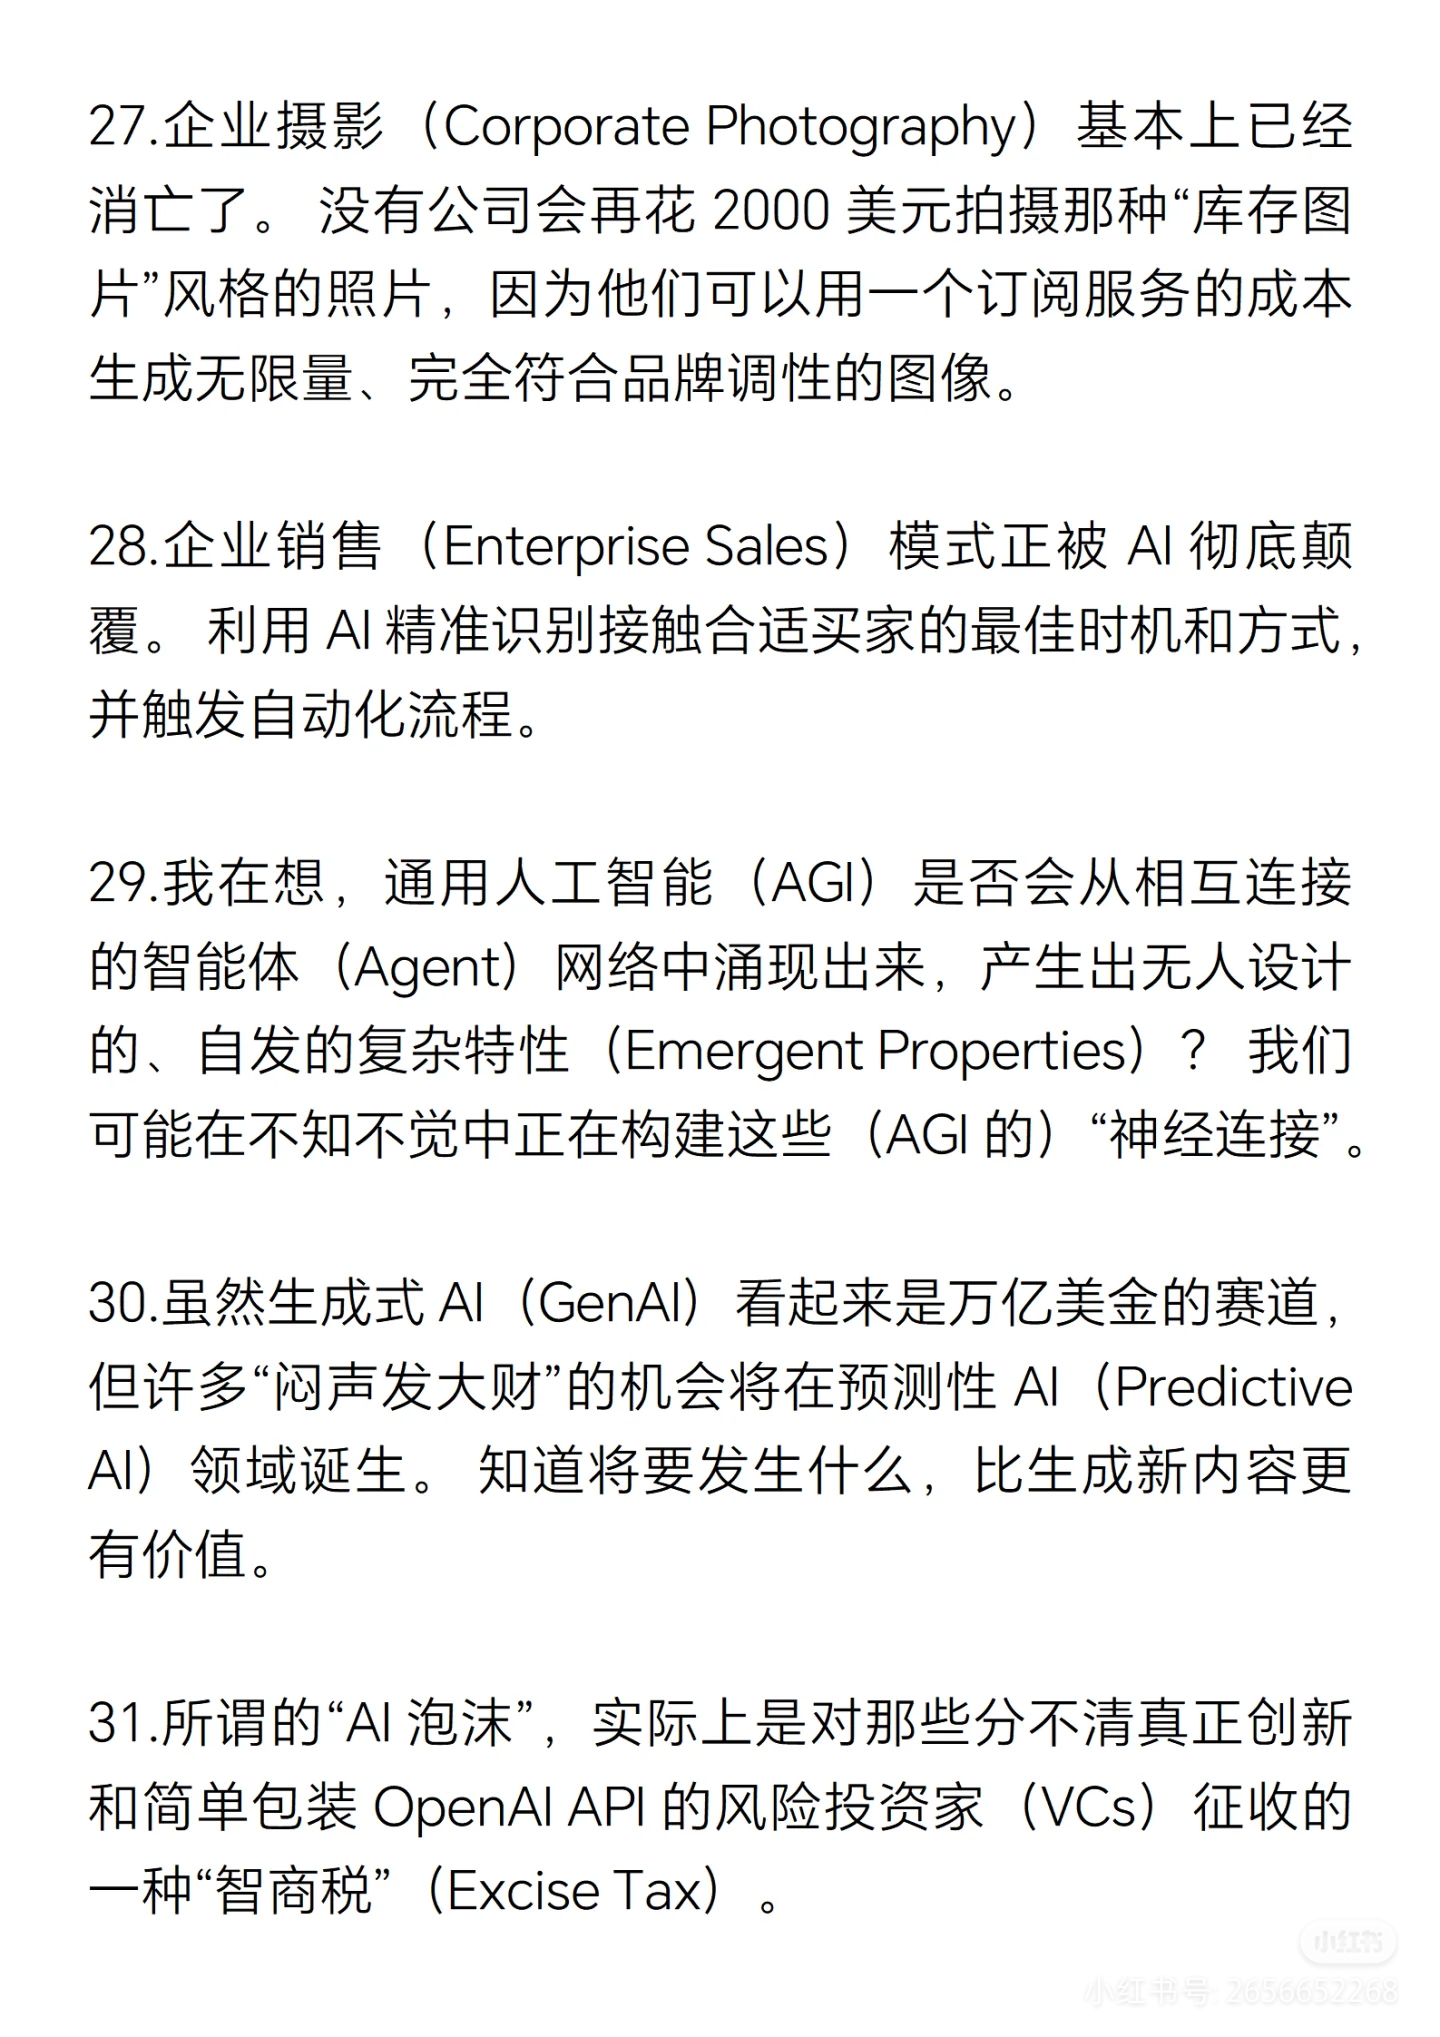 27.企业摄影（Corporate Photography）基本上已经
消亡了。 没有公司会再花 2000 美元拍摄那种“库存图
片”风格的照片，因为他们可以用一个订阅服务的成本
生成无限量、完全符合品牌调性的图像。
28.企业销售（Enterprise Sales）模式正被 AI 彻底颠
覆。 利用 AI 精准识别接触合适买家的最佳时机和方式，
并触发自动化流程。
29.我在想，通用人工智能（AGI）是否会从相互连接
的智能体（Agent）网络中涌现出来，产生出无人设计
的、自发的复杂特性（Emergent Properties）？ 我们
可能在不知不觉中正在构建这些（AGI 的）“神经连接”。
30.虽然生成式 AI（GenAI）看起来是万亿美金的赛道，
但许多“闷声发大财”的机会将在预测性 AI（Predictive
AI）领域诞生。 知道将要发生什么，比生成新内容更
有价值。
31.所谓的“AI 泡沫”，实际上是对那些分不清真正创新
和简单包装 OpenAI API 的风险投资家（VCs）征收的
一种“智商税”（Excise Tax）。
小红书
小红书号: 2656652268